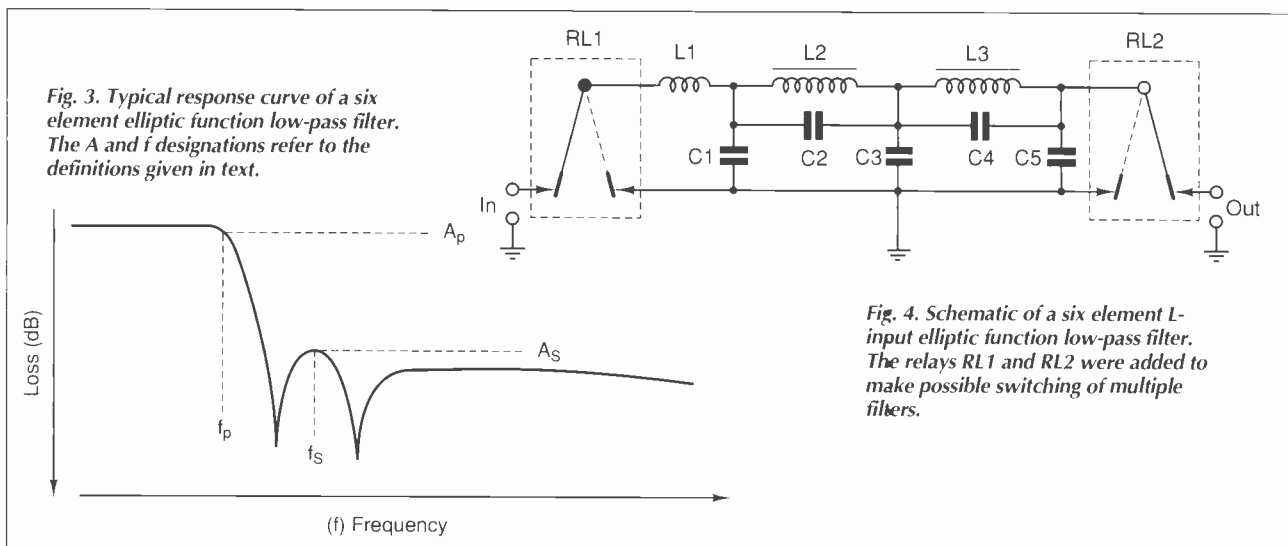 Fig. 3. Typical response curve of a six
element elliptic function low-pass filter.
The A and f designations refer to the
definitions given in text.
Ap
AS
Loss (dB)
fp
fS
(f) Frequency
RL1
L1
L2
L3
RL2
C1
C2
C3
C4
C5
In
Out
Fig. 4. Schematic of a six element L-
input elliptic function low-pass filter.
The relays RL1 and RL2 were added to
make possible switching of multiple
filters.